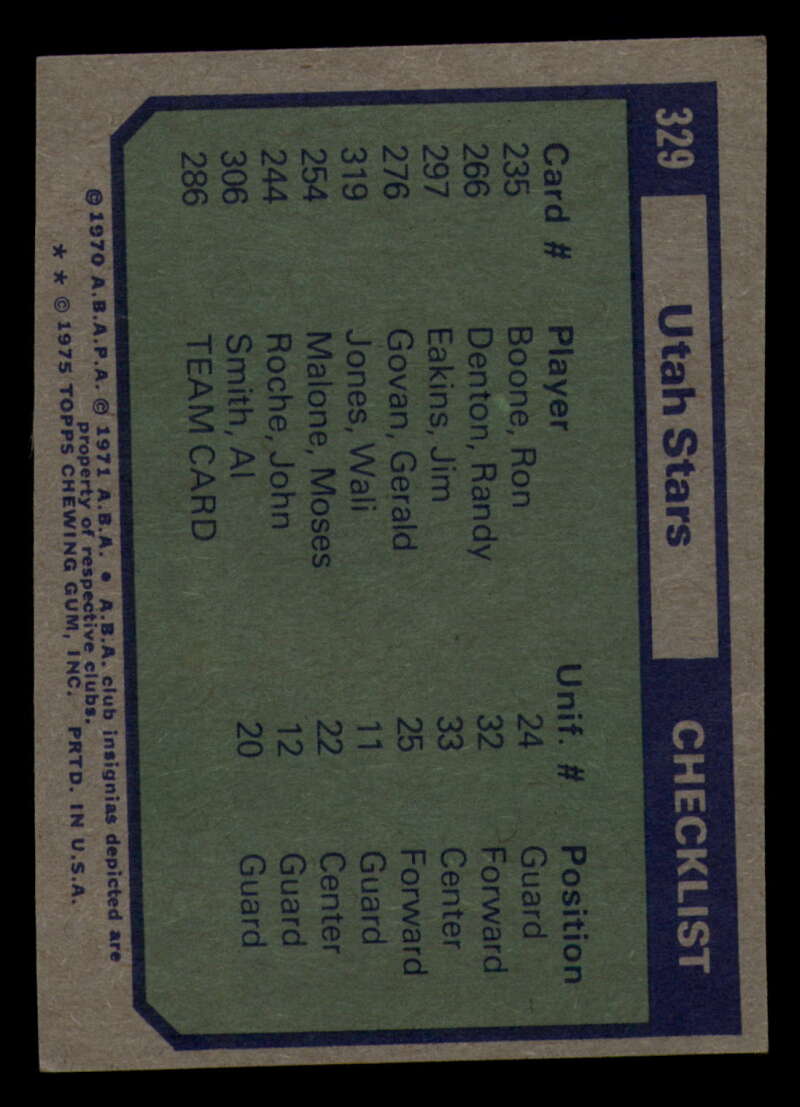 329 Utah Stars CHECKLIST
Card # Player Unif. # Position
235 Boone, Ron 24 Guard
266 Denton, Randy 32 Forward
297 Eakins, Jim 33 Center
276 Govan, Gerald 25 Forward
319 Jones, Wali 11 Guard
254 Malone, Moses 22 Center
244 Roche, John 12 Guard
306 Smith, Al 20 Guard
286 TEAM CARD
©1970 A.B.A.P.A. © 1971 A.B.A. • A.B.A. club insignias depicted are
property of respective clubs.
* * © 1975 TOPPS CHEWING GUM, INC. PRTD. IN U.S.A.